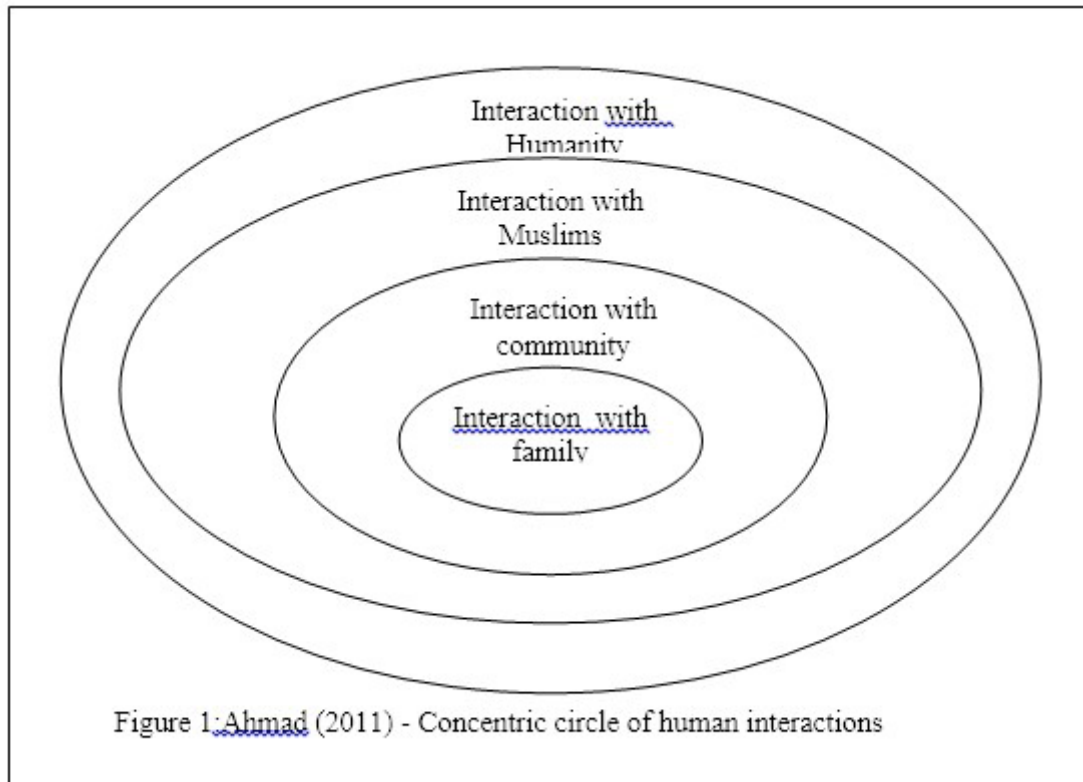 Interaction with
Humanity
Interaction with
Muslims
Interaction with
community
Interaction with
family
Figure 1:Ahmad (2011) - Concentric circle of human interactions